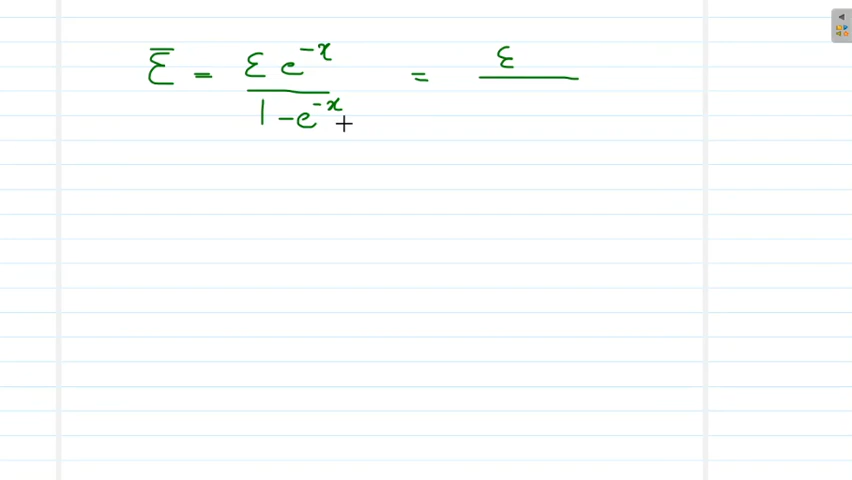 ε̅ = ε e^{-x} / 1 - e^{-x} = ε /